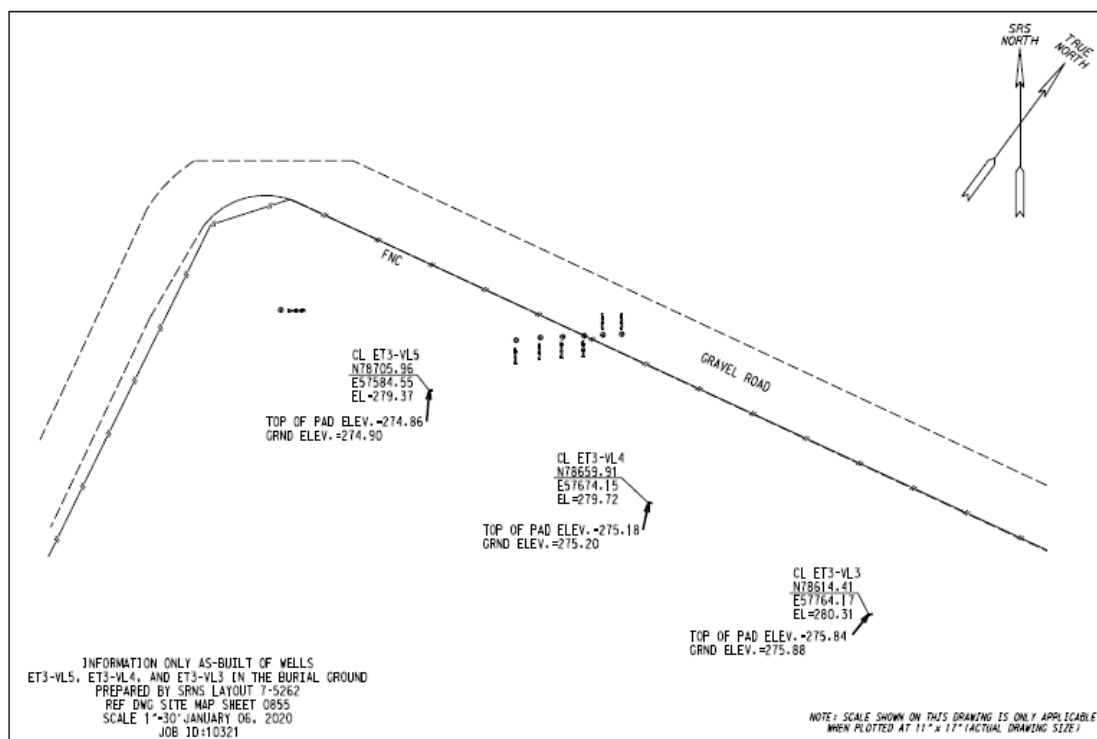 SRS
NORTH
TRUE
NORTH
FNC
GRAVEL ROAD
CL ET3-VL5
N78705.96
E57584.55
EL=279.37
TOP OF PAD ELEV.=274.86
GRND ELEV.=274.90
CL ET3-VL4
N78659.91
E57674.15
EL=279.72
TOP OF PAD ELEV.=275.18
GRND ELEV.=275.20
CL ET3-VL3
N78614.41
E57764.17
EL=280.31
TOP OF PAD ELEV.=275.84
GRND ELEV.=275.88
INFORMATION ONLY AS-BUILT OF WELLS
ET3-VL5, ET3-VL4, AND ET3-VL3 IN THE BURIAL GROUND
PREPARED BY SRNS LAYOUT 7-5262
REF DWG SITE MAP SHEET 0855
SCALE 1"=30' JANUARY 06, 2020
JOB ID:10321
NOTE: SCALE SHOWN ON THIS DRAWING IS ONLY APPLICABLE
WHEN PLOTTED AT 11" x 17" (ACTUAL DRAWING SIZE)